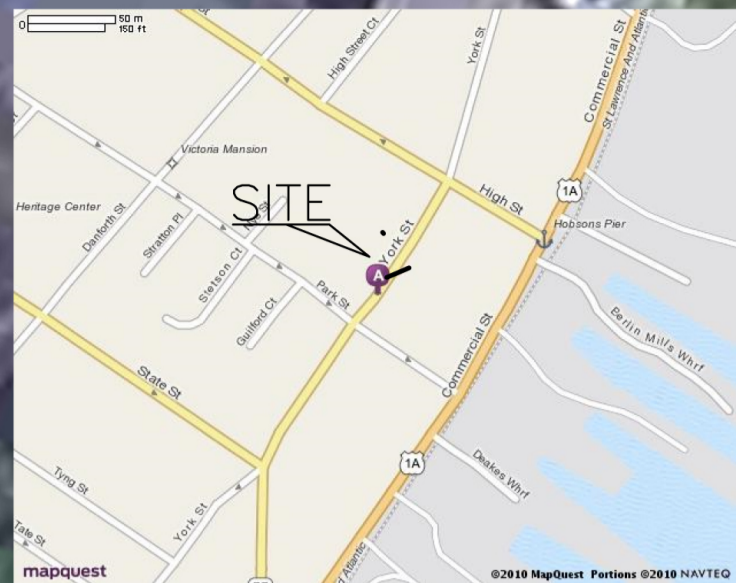 0 50 m
150 ft
High Street Ct
York St
Commercial St
St Lawrence And Atlantic
Victoria Mansion
1A
High St
Heritage Center
SITE
Danforth St
Stratton Pl
Stetson Ct
York St
Hobsons Pier
A
Park St
Guilford Ct
Commercial St
Berlin Mills Whrf
State St
1A
Deakes Whrf
Tyng St
York St
Tate St
d Atlantic
mapquest
©2010 MapQuest Portions ©2010 NAVTEQ